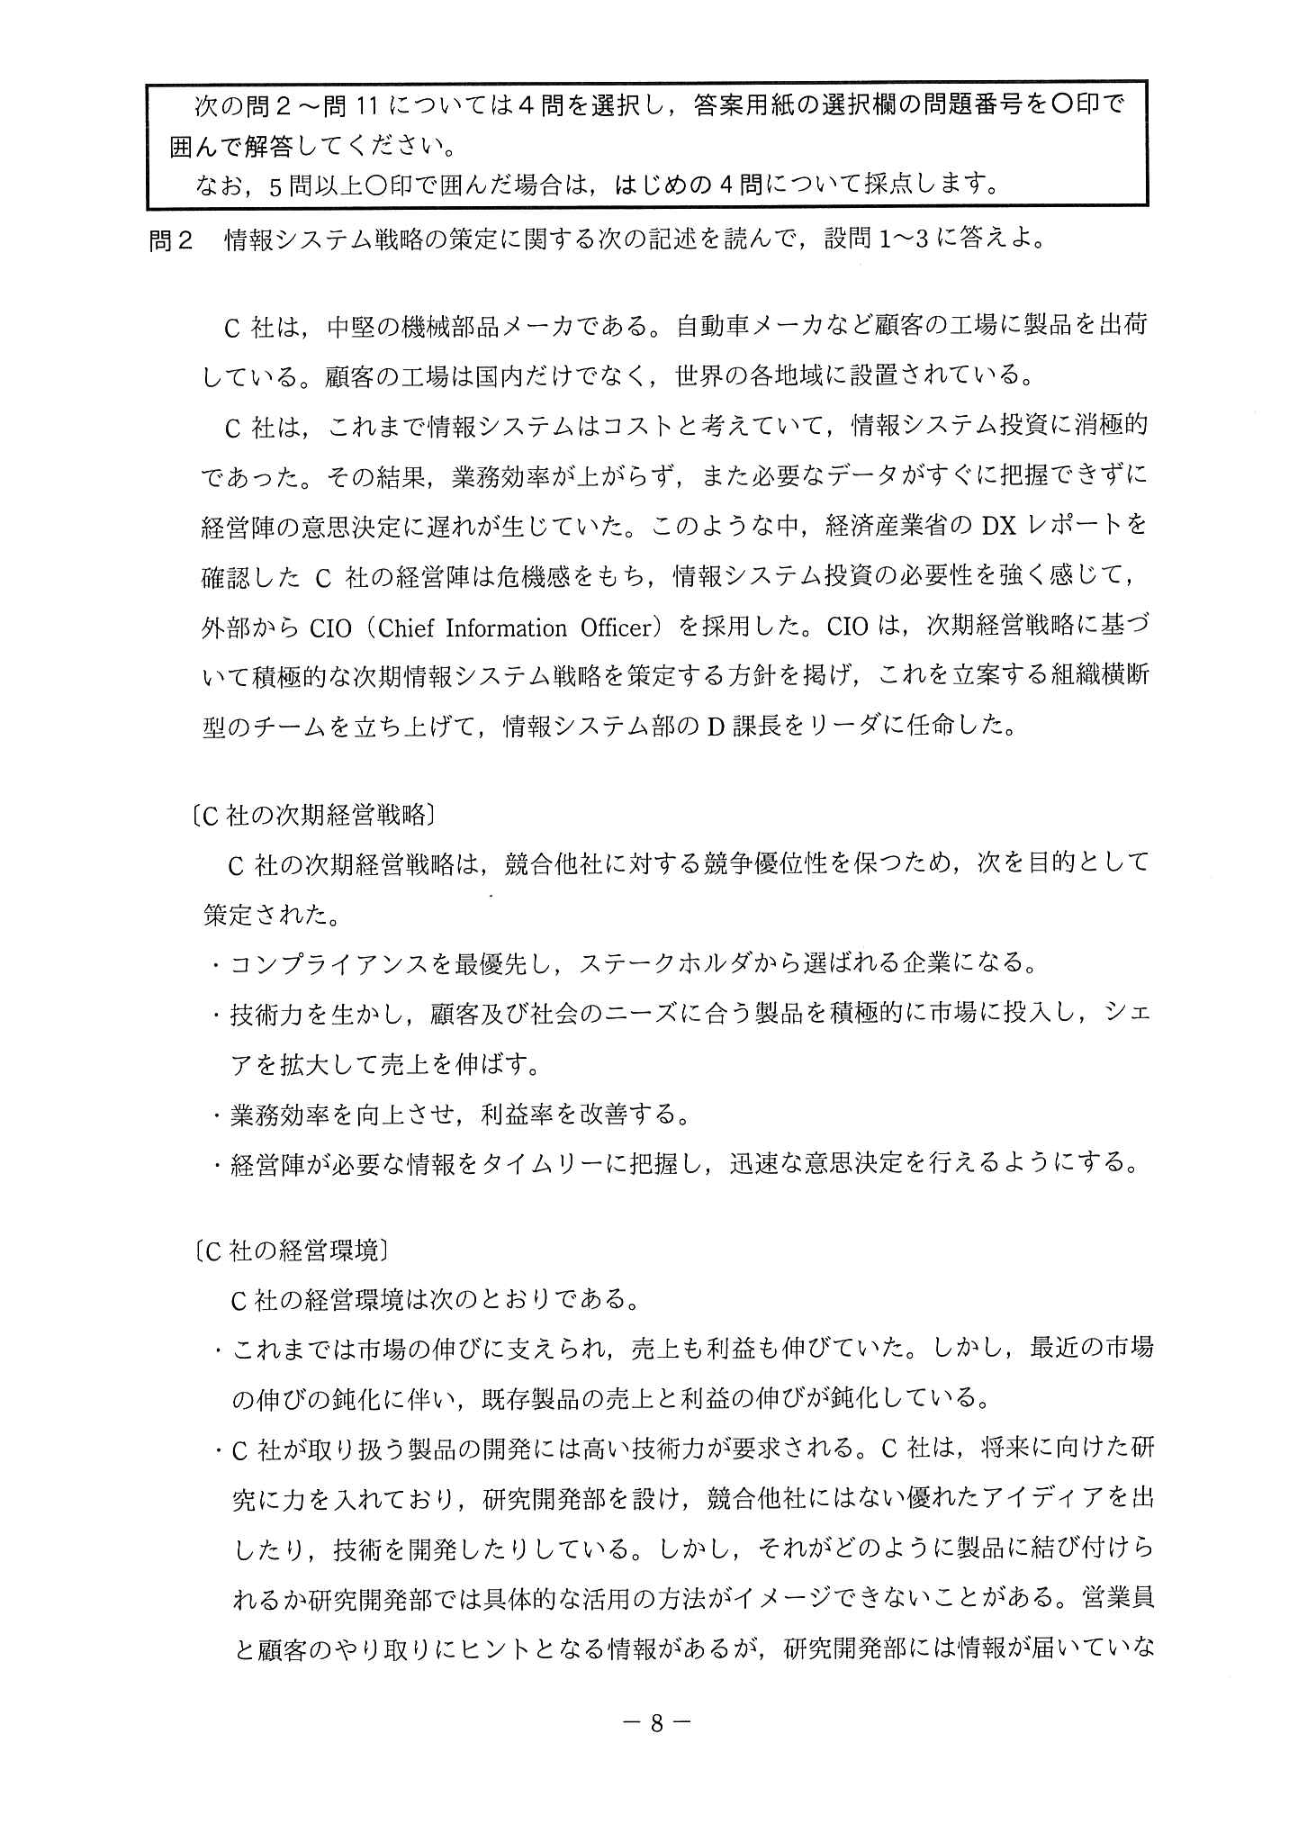 次の問2～問11については4問を選択し，答案用紙の選択欄の問題番号を○印で
囲んで解答してください。
なお，5問以上○印で囲んだ場合は，はじめの4問について採点します。
問2　情報システム戦略の策定に関する次の記述を読んで，設問1～3に答えよ。
C社は，中堅の機械部品メーカである。自動車メーカなど顧客の工場に製品を出荷
している。顧客の工場は国内だけでなく，世界の各地域に設置されている。
C社は，これまで情報システムはコストと考えていて，情報システム投資に消極的
であった。その結果，業務効率が上がらず，また必要なデータがすぐに把握できずに
経営陣の意思決定に遅れが生じていた。このような中，経済産業省のDXレポートを
確認したC社の経営陣は危機感をもち，情報システム投資の必要性を強く感じて，
外部からCIO（Chief Information Officer）を採用した。CIOは，次期経営戦略に基づ
いて積極的な次期情報システム戦略を策定する方針を掲げ，これを立案する組織横断
型のチームを立ち上げて，情報システム部のD課長をリーダに任命した。
〔C社の次期経営戦略〕
C社の次期経営戦略は，競合他社に対する競争優位性を保つため，次を目的として
策定された。
・コンプライアンスを最優先し，ステークホルダから選ばれる企業になる。
・技術力を生かし，顧客及び社会のニーズに合う製品を積極的に市場に投入し，シェ
アを拡大して売上を伸ばす。
・業務効率を向上させ，利益率を改善する。
・経営陣が必要な情報をタイムリーに把握し，迅速な意思決定を行えるようにする。
〔C社の経営環境〕
C社の経営環境は次のとおりである。
・これまでは市場の伸びに支えられ，売上も利益も伸びていた。しかし，最近の市場
の伸びの鈍化に伴い，既存製品の売上と利益の伸びが鈍化している。
・C社が取り扱う製品の開発には高い技術力が要求される。C社は，将来に向けた研
究に力を入れており，研究開発部を設け，競合他社にはない優れたアイディアを出
したり，技術を開発したりしている。しかし，それがどのように製品に結び付けら
れるか研究開発部では具体的な活用の方法がイメージできないことがある。営業員
と顧客のやり取りにヒントとなる情報があるが，研究開発部には情報が届いていな
－8－